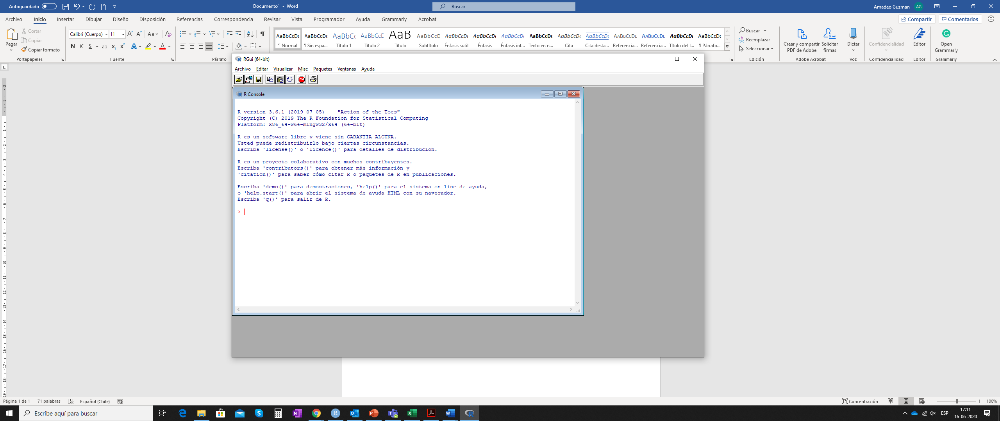 Autoguardado
Documento1 - Word
Buscar
Amadeo Guzman AG
Archivo Inicio Insertar Dibujar Diseño Disposición Referencias Correspondencia Revisar Vista Programador Ayuda Grammarly Acrobat
Compartir Comentarios
Pegar
Cortar
Copiar
Copiar formato
Portapapeles
Calibri (Cuerpo) 11
N K S ab x₂ x²
Fuente
Párrafo
AaBbCcDc AaBbCcDc AaBbCc AaBbCcD AaB AaBbCcD AaBbCcDc AaBbCcDc AaBbCcDc AaBbCcDc AaBbCcDc AaBbCcDc AABBCCDD AABBCCDD AaBbCcDc AaBbCcDc
¶ Normal ¶ Sin espa... Título 1 Título 2 Título Subtítulo Énfasis sutil Énfasis Énfasis int... Texto en n... Cita Cita desta... Referencia... Referencia... Título del l... ¶ Párrafo...
Buscar
Reemplazar
Seleccionar
Edición
Crear y compartir PDF de Adobe
Solicitar firmas
Adobe Acrobat
Dictar
Voz
Confidencialidad
Confidencialidad
Editor
Editor
Open Grammarly
Grammarly
RGui (64-bit)
Archivo Editar Visualizar Misc Paquetes Ventanas Ayuda
STOP
R Console
R version 3.6.1 (2019-07-05) -- "Action of the Toes"
Copyright (C) 2019 The R Foundation for Statistical Computing
Platform: x86_64-w64-mingw32/x64 (64-bit)
R es un software libre y viene sin GARANTIA ALGUNA.
Usted puede redistribuirlo bajo ciertas circunstancias.
Escriba 'license()' o 'licence()' para detalles de distribucion.
R es un proyecto colaborativo con muchos contribuyentes.
Escriba 'contributors()' para obtener más información y
'citation()' para saber cómo citar R o paquetes de R en publicaciones.
Escriba 'demo()' para demostraciones, 'help()' para el sistema on-line de ayuda,
o 'help.start()' para abrir el sistema de ayuda HTML con su navegador.
Escriba 'q()' para salir de R.
>
Página 1 de 1 71 palabras Español (Chile)
Concentración
100%
Escribe aquí para buscar
ESP
17:11
16-06-2020